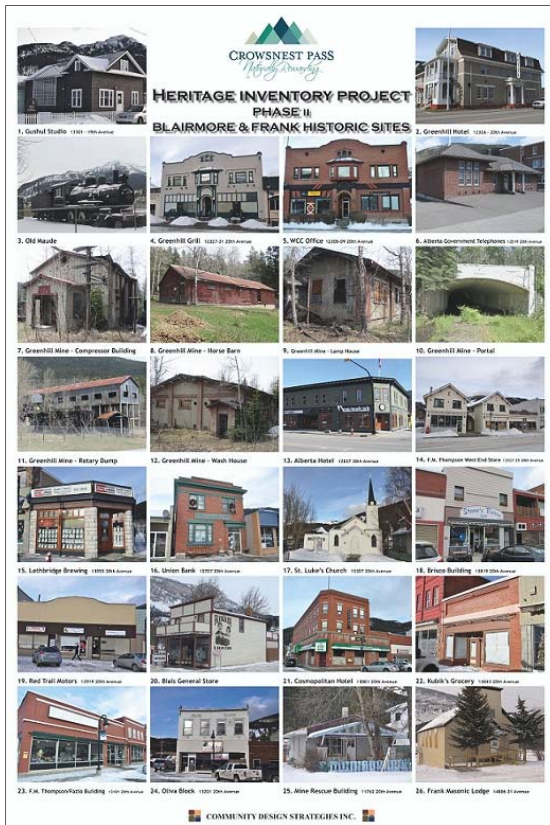 CROWSNEST PASS
Naturally Rewarding
HERITAGE INVENTORY PROJECT
PHASE II
BLAIRMORE & FRANK HISTORIC SITES
1. Gushul Studio
2. Greenhill Hotel
3. Old Maude
4. Greenhill Grill
5. WCC Office
6. Alberta Government Telephones
7. Greenhill Mine - Compressor Building
8. Greenhill Mine - Horse Barn
9. Greenhill Mine - Lamp House
10. Greenhill Mine - Portal
11. Greenhill Mine - Rotary Dump
12. Greenhill Mine - Wash House
13. Alberta Hotel
14. F.M. Thompson West End Store
15. Lethbridge Brewing
16. Union Bank
17. St. Luke's Church
18. Brisco Building
19. Red Trail Motors
20. Blais General Store
21. Cosmopolitan Hotel
22. Kubik's Grocery
23. F.M. Thompson/Fazio Building
24. Oliva Block
25. Mine Rescue Building
26. Frank Masonic Lodge
COMMUNITY DESIGN STRATEGIES INC.